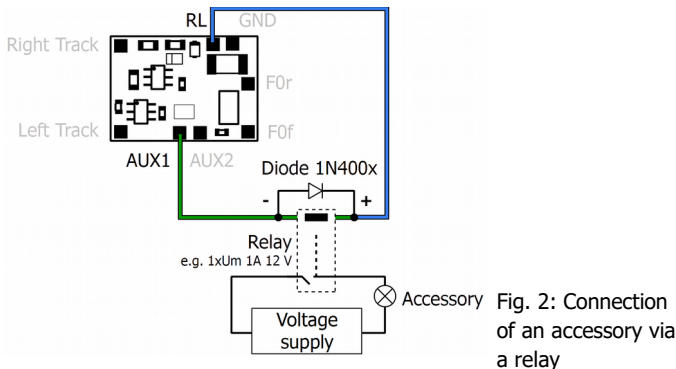 RL GND
Right Track
F0r
Left Track
F0f
AUX1 AUX2
Diode 1N400x
- +
Relay
e.g. 1xUm 1A 12 V
Accessory
Voltage
supply
Fig. 2: Connection
of an accessory via
a relay